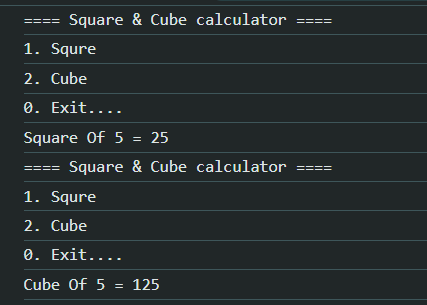 ==== Square & Cube calculator ====
1. Squre
2. Cube
0. Exit....
Square Of 5 = 25
==== Square & Cube calculator ====
1. Squre
2. Cube
0. Exit....
Cube Of 5 = 125